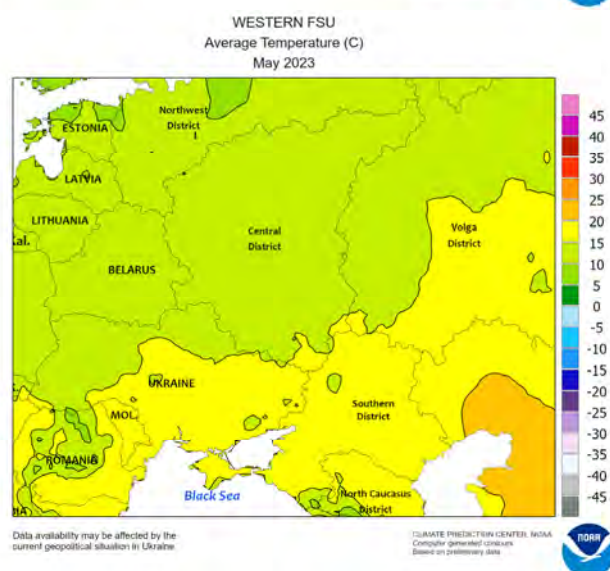 WESTERN FSU
Average Temperature (C)
May 2023
Northwest
District
ESTONIA
LATVIA
LITHUANIA
Kal.
BELARUS
Central
District
Volga
District
UKRAINE
MOL.
Southern
District
ROMANIA
Black Sea
North Caucasus
District
45
40
35
30
25
20
15
10
5
0
-5
-10
-15
-20
-25
-30
-35
-40
-45
Data availability may be affected by the
current geopolitical situation in Ukraine
CLIMATE PREDICTION CENTER, NOAA
Computer generated contours
Based on preliminary data
NOAA